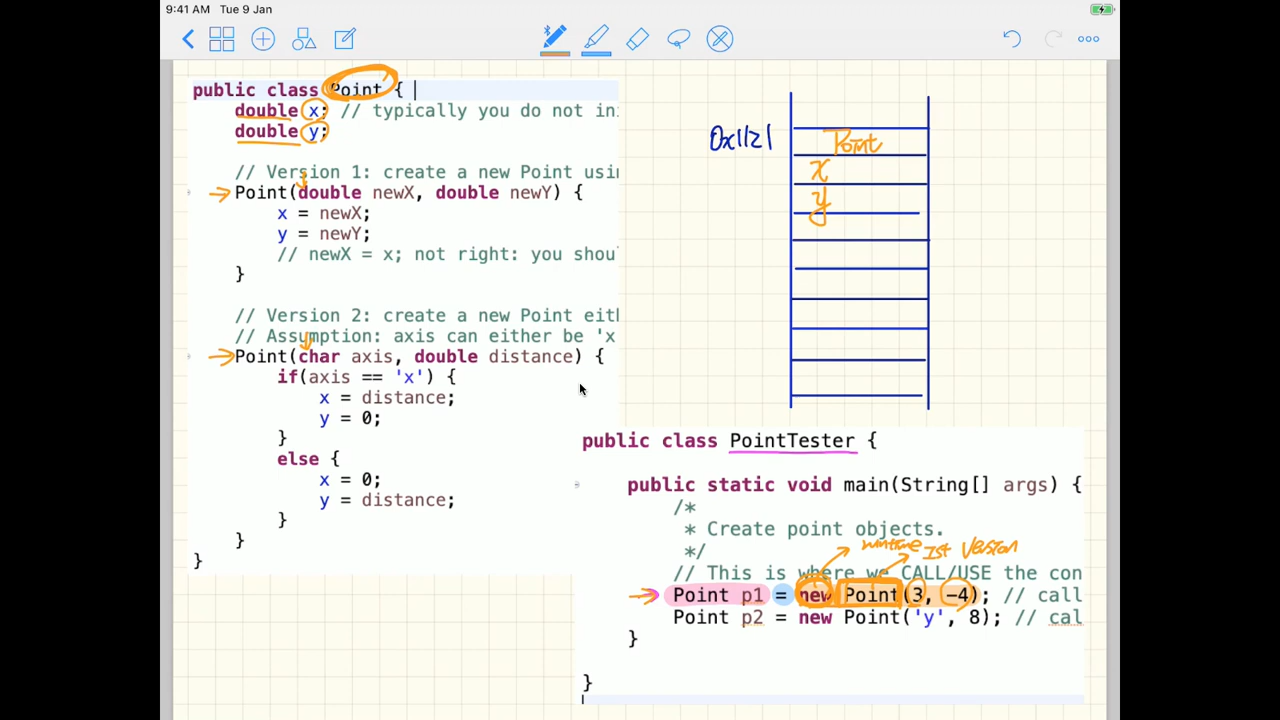 9:41 AM Tue 9 Jan
public class Point {
double x; // typically you do not in
double y;
// Version 1: create a new Point usin
Point(double newX, double newY) {
x = newX;
y = newY;
// newX = x; not right: you shou
}
// Version 2: create a new Point eit
// Assumption: axis can either be 'x
Point(char axis, double distance) {
if(axis == 'x') {
x = distance;
y = 0;
}
else {
x = 0;
y = distance;
}
}
}
0x1121
Point
x
y
public class PointTester {
public static void main(String[] args) {
/*
* Create point objects.
*/
runtime 1st Version
// This is where we CALL/USE the con
Point p1 = new Point(3, -4); // call
Point p2 = new Point('y', 8); // cal
}
}